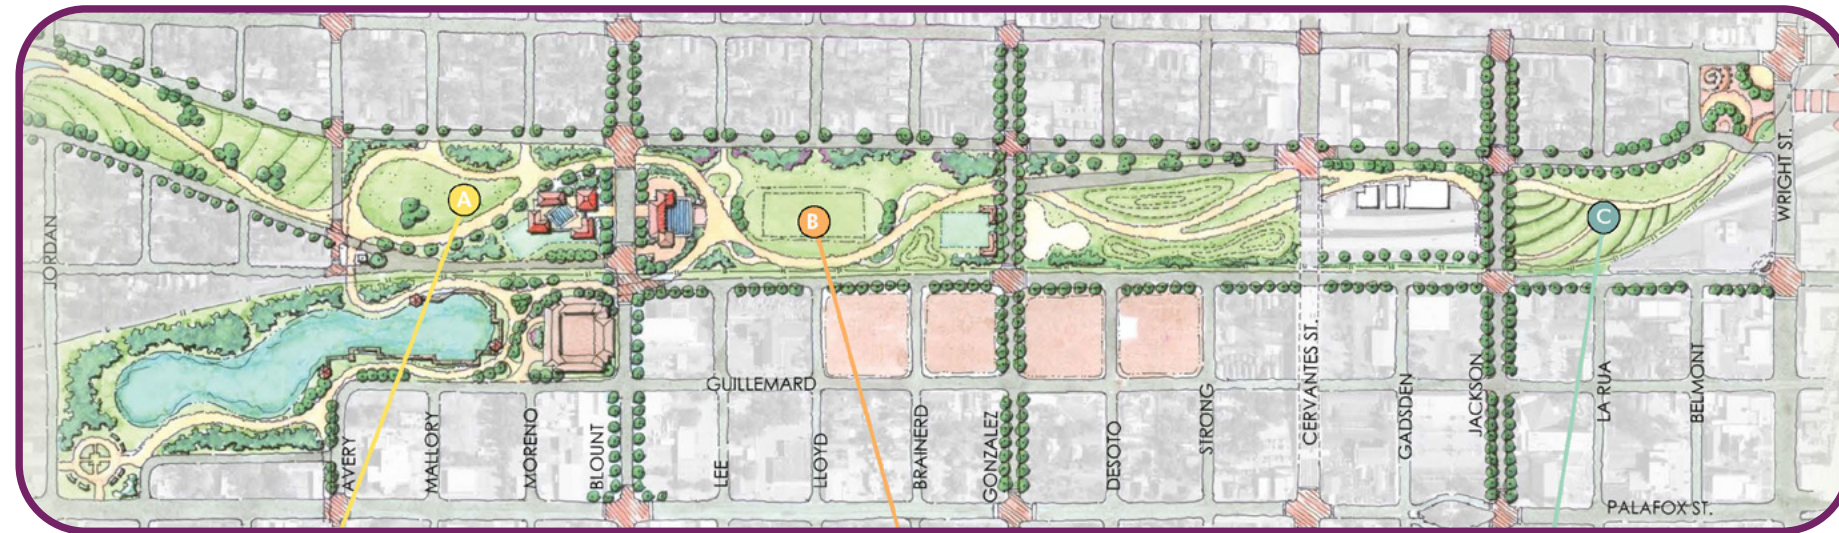 A
B
C
JORDAN
WRIGHT ST.
GUILLEMARD
AVERY
MALLORY
MORENO
BLOUNT
LEE
LLOYD
BRAINERD
GONZALEZ
DESOTO
STRONG
CERVANTES ST.
GADSDEN
JACKSON
LA RUA
BELMONT
PALAFOX ST.